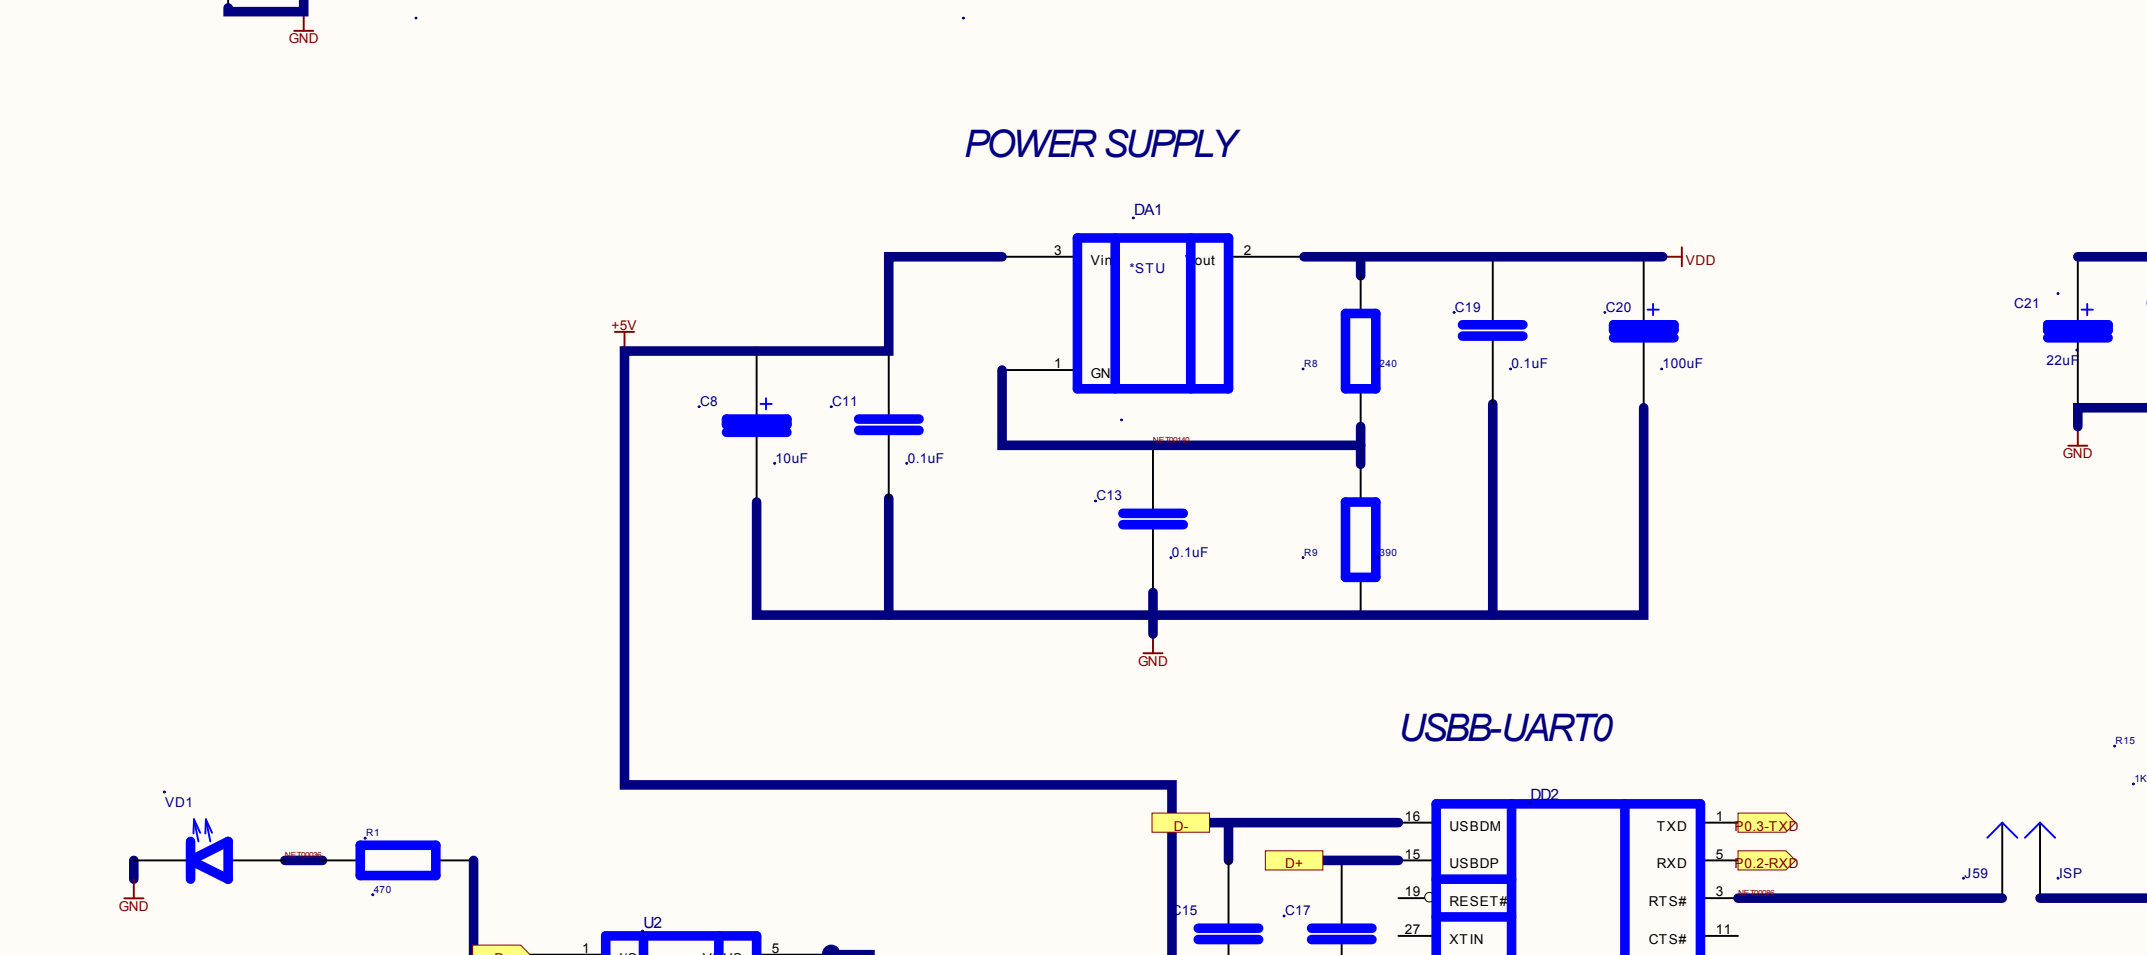 GND
POWER SUPPLY
DA1
3
Vin
*STU
out
2
VDD
+5V
1
GN
C8
+
10uF
C11
0.1uF
NET00140
C13
0.1uF
R8
240
R9
390
C19
0.1uF
C20
+
100uF
C21
+
22uF
GND
GND
USBB-UART0
R15
1K
VD1
R1
470
GND
U2
1
5
D-
D+
C15
C17
DD2
16
USBDM
15
USBDP
19
RESET#
27
XTIN
TXD
1
P0.3-TXD
RXD
5
P0.2-RXD
RTS#
3
CTS#
11
J59
JSP